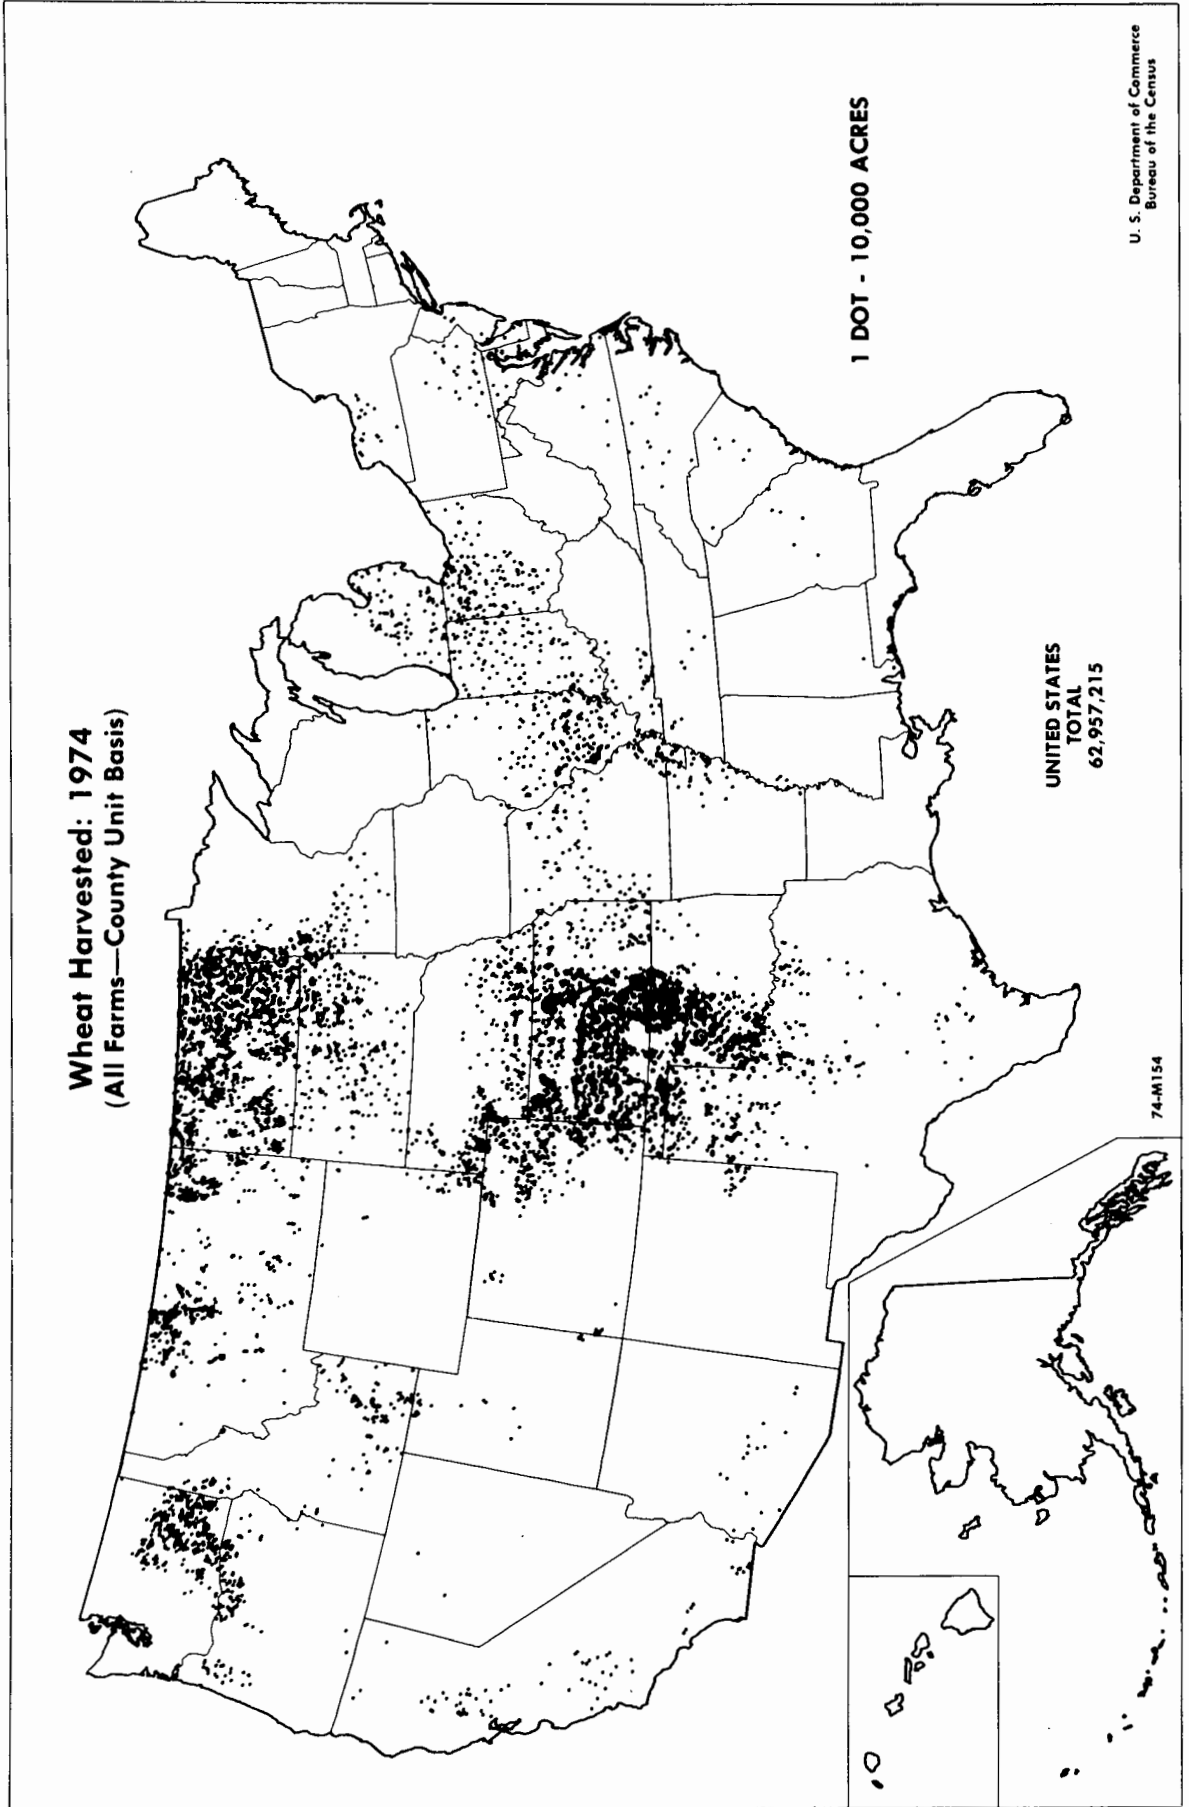 Wheat Harvested: 1974
(All Farms—County Unit Basis)
1 DOT - 10,000 ACRES
UNITED STATES
TOTAL
62,957,215
74-M154
U. S. Department of Commerce
Bureau of the Census